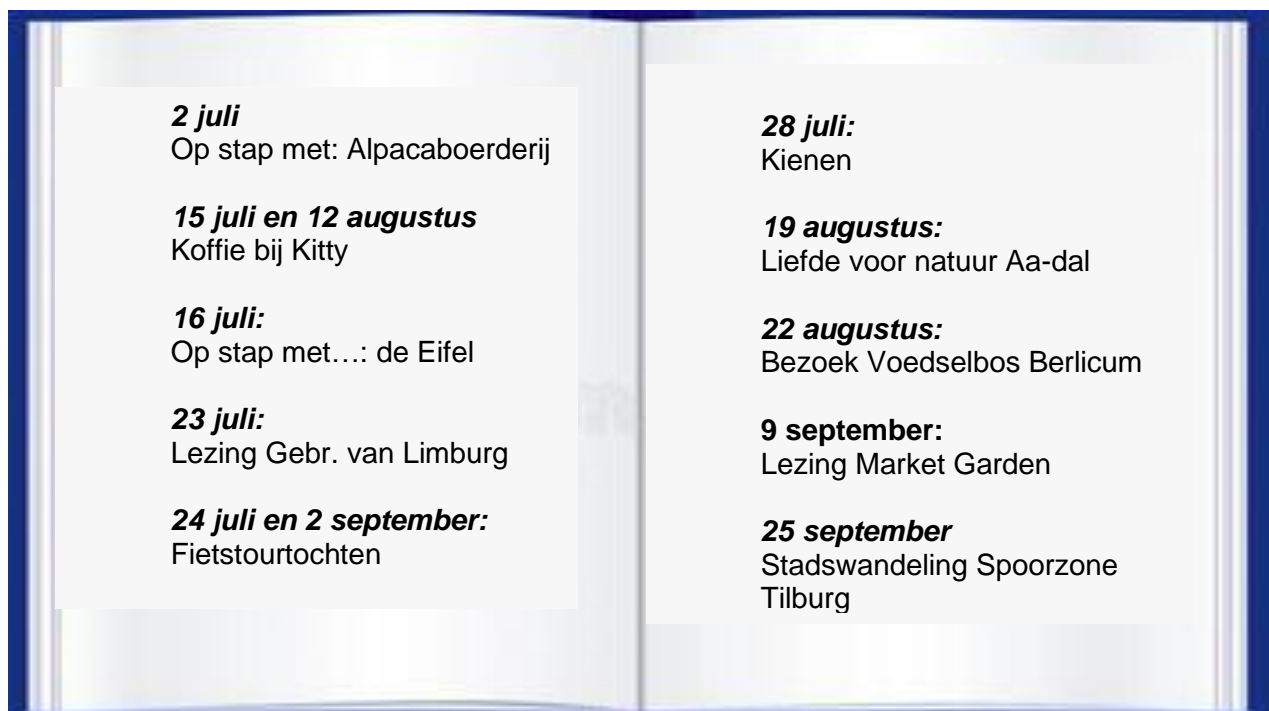 2 juli
Op stap met: Alpacaboerderij
15 juli en 12 augustus
Koffie bij Kitty
16 juli:
Op stap met…: de Eifel
23 juli:
Lezing Gebr. van Limburg
24 juli en 2 september:
Fietstourtochten
28 juli:
Kienen
19 augustus:
Liefde voor natuur Aa-dal
22 augustus:
Bezoek Voedselbos Berlicum
9 september:
Lezing Market Garden
25 september
Stadswandeling Spoorzone
Tilburg